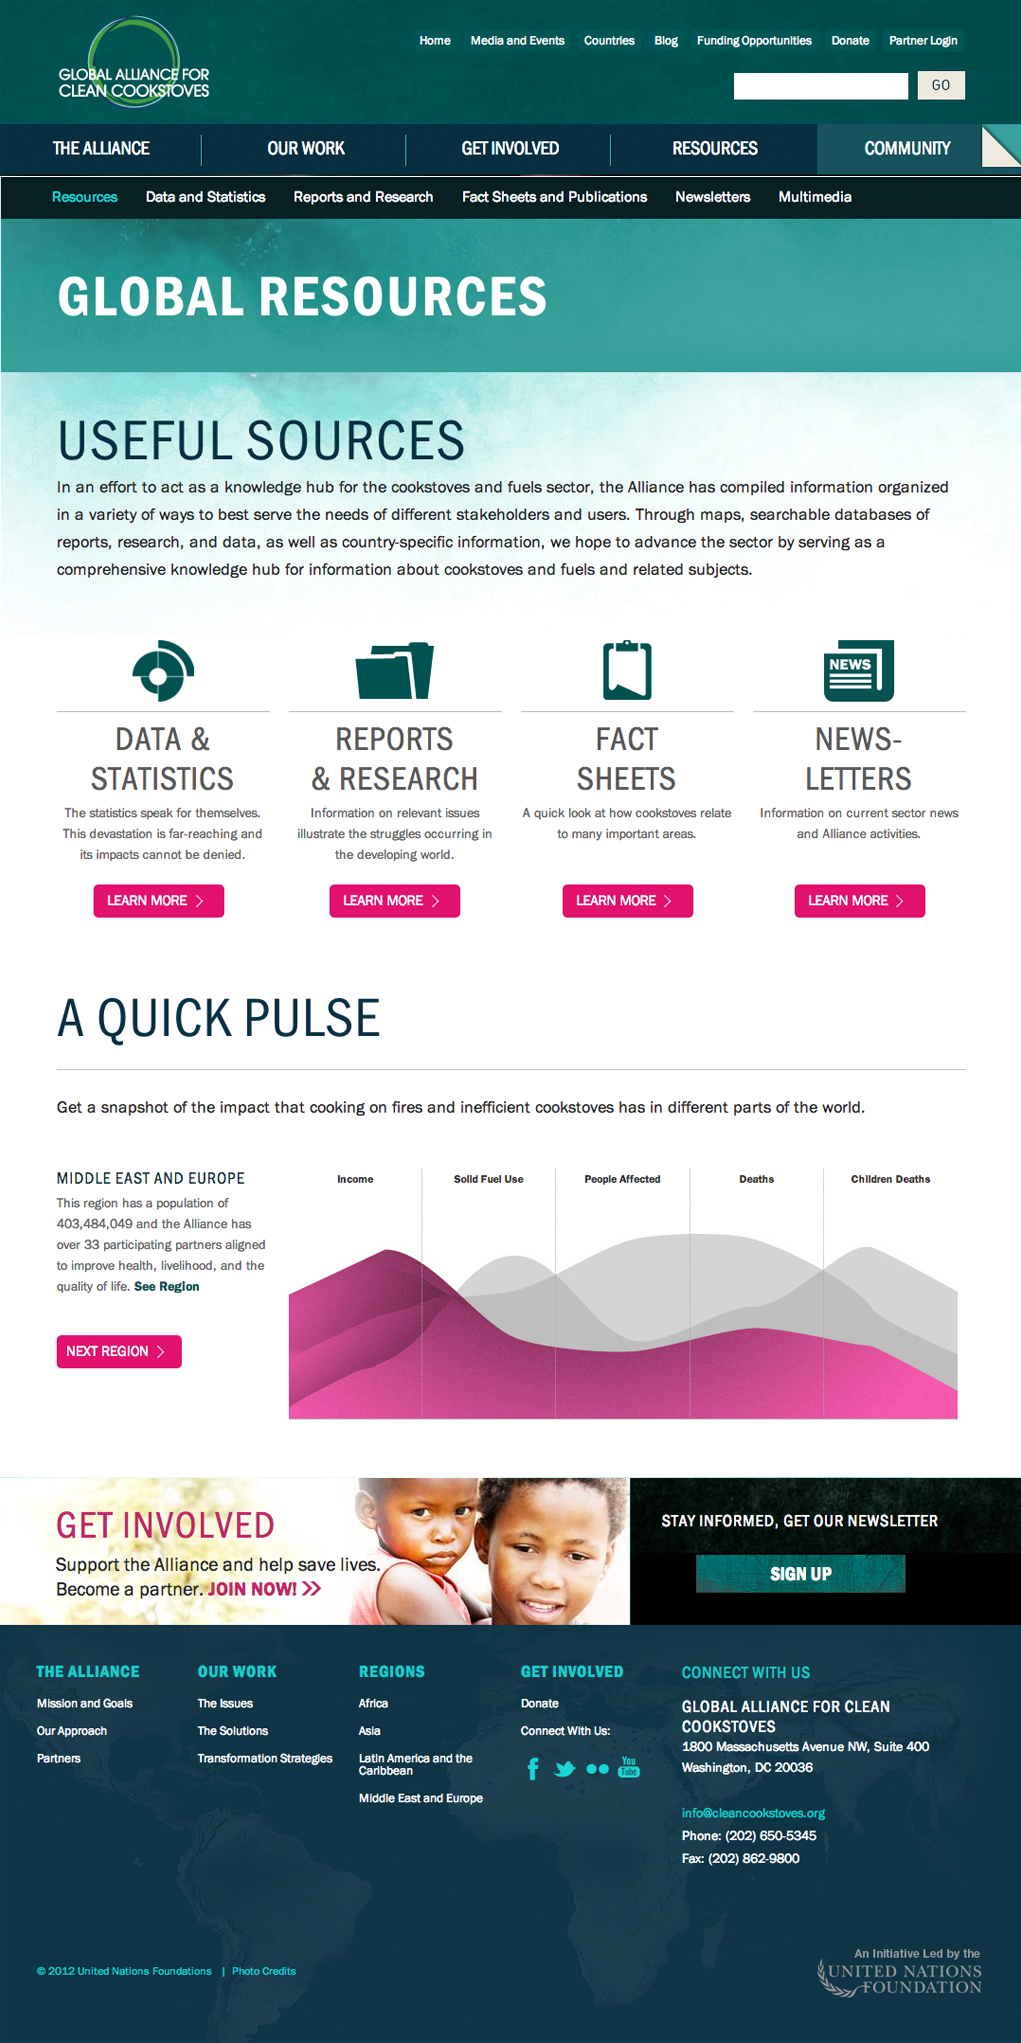 GLOBAL ALLIANCE FOR
CLEAN COOKSTOVES
Home Media and Events Countries Blog Funding Opportunities Donate Partner Login
GO
THE ALLIANCE OUR WORK GET INVOLVED RESOURCES COMMUNITY
Resources Data and Statistics Reports and Research Fact Sheets and Publications Newsletters Multimedia
GLOBAL RESOURCES
USEFUL SOURCES
In an effort to act as a knowledge hub for the cookstoves and fuels sector, the Alliance has compiled information organized
in a variety of ways to best serve the needs of different stakeholders and users. Through maps, searchable databases of
reports, research, and data, as well as country-specific information, we hope to advance the sector by serving as a
comprehensive knowledge hub for information about cookstoves and fuels and related subjects.
DATA &
STATISTICS
The statistics speak for themselves.
This devastation is far-reaching and
its impacts cannot be denied.
LEARN MORE
REPORTS
& RESEARCH
Information on relevant issues
illustrate the struggles occurring in
the developing world.
LEARN MORE
FACT
SHEETS
A quick look at how cookstoves relate
to many important areas.
LEARN MORE
NEWS
NEWS-
LETTERS
Information on current sector news
and Alliance activities.
LEARN MORE
A QUICK PULSE
Get a snapshot of the impact that cooking on fires and inefficient cookstoves has in different parts of the world.
MIDDLE EAST AND EUROPE
This region has a population of
403,484,049 and the Alliance has
over 33 participating partners aligned
to improve health, livelihood, and the
quality of life. See Region
NEXT REGION
Income Solid Fuel Use People Affected Deaths Children Deaths
GET INVOLVED
Support the Alliance and help save lives.
Become a partner. JOIN NOW!
STAY INFORMED, GET OUR NEWSLETTER
SIGN UP
THE ALLIANCE
Mission and Goals
Our Approach
Partners
OUR WORK
The Issues
The Solutions
Transformation Strategies
REGIONS
Africa
Asia
Latin America and the
Caribbean
Middle East and Europe
GET INVOLVED
Donate
Connect With Us:
You
Tube
CONNECT WITH US
GLOBAL ALLIANCE FOR CLEAN
COOKSTOVES
1800 Massachusetts Avenue NW, Suite 400
Washington, DC 20036
info@cleancookstoves.org
Phone: (202) 650-5345
Fax: (202) 862-9800
© 2012 United Nations Foundations | Photo Credits
An Initiative Led by the
UNITED NATIONS
FOUNDATION